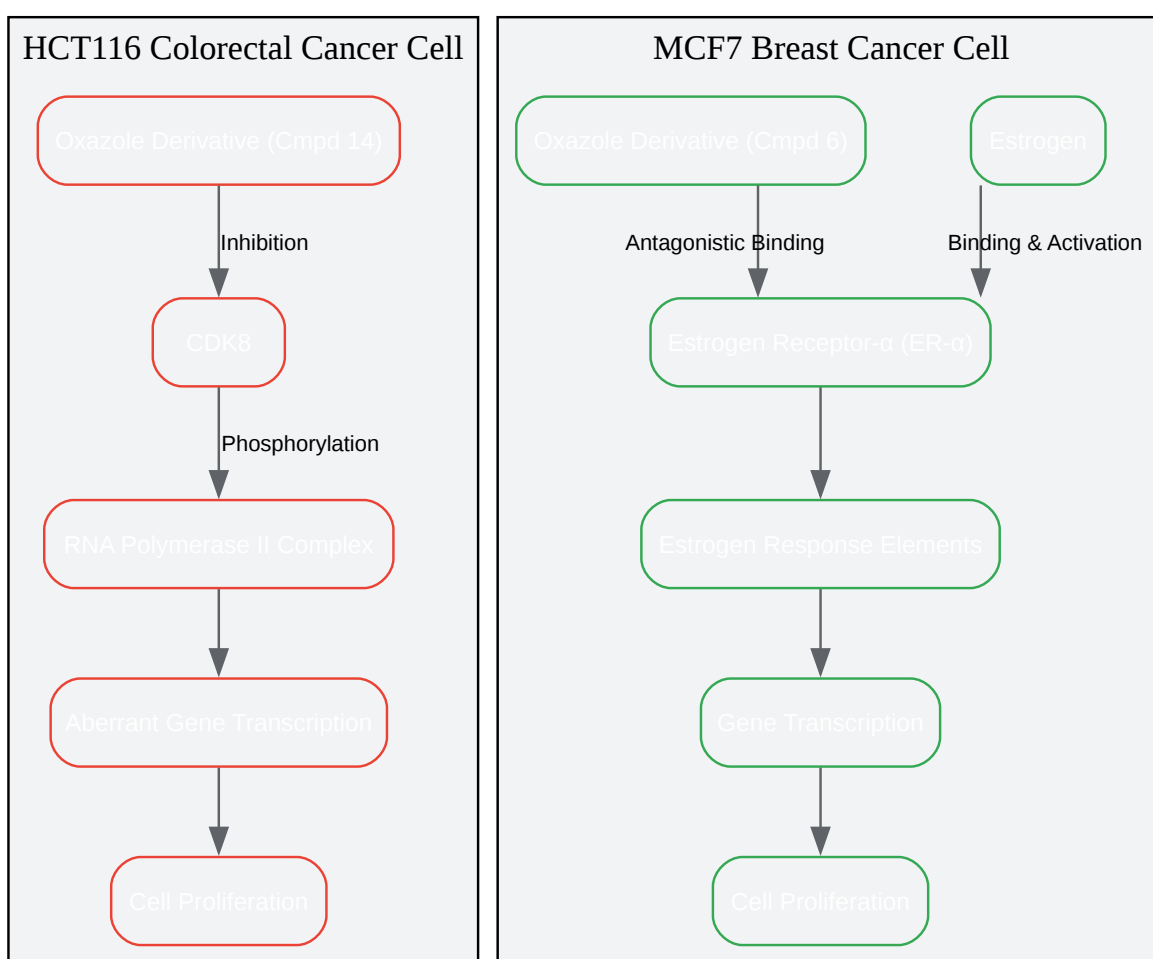 HCT116 Colorectal Cancer Cell
Oxazole Derivative (Cmpd 14)
Inhibition
CDK8
Phosphorylation
RNA Polymerase II Complex
Aberrant Gene Transcription
Cell Proliferation
MCF7 Breast Cancer Cell
Oxazole Derivative (Cmpd 6)
Estrogen
Antagonistic Binding
Binding & Activation
Estrogen Receptor-α (ER-α)
Estrogen Response Elements
Gene Transcription
Cell Proliferation